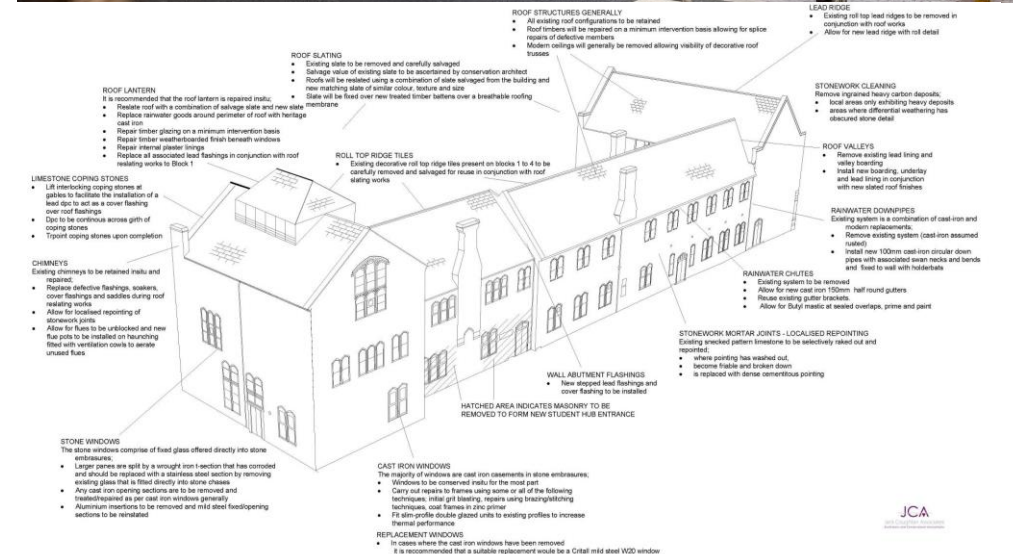 ROOF STRUCTURES GENERALLY
• All existing roof configurations to be retained
• Roof timbers will be repaired on a minimum intervention basis allowing for splice
repairs of defective members
• Modern ceilings will generally be removed allowing visibility of decorative roof
trusses
LEAD RIDGE
• Existing roll top lead ridges to be removed in
conjunction with roof works
• Allow for new lead ridge with roll detail
ROOF SLATING
• Existing slate to be removed and carefully salvaged
• Salvage value of existing slate to be ascertained by conservation architect
• Roofs will be reslated using a combination of slate salvaged from the building and
new matching slate of similar colour, texture and size
• Slate will be fixed over new treated timber battens over a breathable roofing
membrane
ROOF LANTERN
It is recommended that the roof lantern is repaired insitu;
• Reslate roof with a combination of salvage slate and new slate
• Replace rainwater goods around perimeter of roof with heritage
cast iron
• Repair timber glazing on a minimum intervention basis
• Repair timber weatherboarded finish beneath windows
• Repair internal plaster linings
• Replace all associated lead flashings in conjunction with roof
reslating works to Block 1
STONEWORK CLEANING
Remove ingrained heavy carbon deposits;
• local areas only exhibiting heavy deposits
• areas where differential weathering has
obscured stone detail
ROLL TOP RIDGE TILES
• Existing decorative roll top ridge tiles present on blocks 1 to 4 to be
carefully removed and salvaged for reuse in conjunction with roof
slating works
ROOF VALLEYS
• Remove existing lead lining and
valley boarding
• Install new boarding, underlay
and lead lining in conjunction
with new slated roof finishes
LIMESTONE COPING STONES
• Lift interlocking coping stones at
gables to facilitate the installation of a
lead dpc to act as a cover flashing
over roof flashings
• Dpc to be continous across girth of
coping stones
• Trpoint coping stones upon completion
RAINWATER DOWNPIPES
Existing system is a combination of cast-iron and
modern replacements;
• Remove existing system (cast-iron assumed
rusted)
• Install new 100mm cast-iron circular down
pipes with associated swan necks and bends
and fixed to wall with holderbats
CHIMNEYS
Existing chimneys to be retained insitu and
repaired;
• Replace defective flashings, soakers,
cover flashings and saddles during roof
reslating works
• Allow for localised repointing of
stonework joints
• Allow for flues to be unblocked and new
flue pots to be installed on haunching
fitted with ventilation cowls to aerate
unused flues
RAINWATER CHUTES
• Existing system to be removed
• Allow for new cast iron 150mm half round gutters
• Reuse existing gutter brackets.
• Allow for Butyl mastic at sealed overlaps, prime and paint
STONEWORK MORTAR JOINTS - LOCALISED REPOINTING
Existing snecked pattern limestone to be selectively raked out and
repointed;
• where pointing has washed out,
• become friable and broken down
• is replaced with dense cementitious pointing
WALL ABUTMENT FLASHINGS
• New stepped lead flashings and
cover flashing to be installed
HATCHED AREA INDICATES MASONRY TO BE
REMOVED TO FORM NEW STUDENT HUB ENTRANCE
STONE WINDOWS
The stone windows comprise of fixed glass offered directly into stone
embrasures;
• Larger panes are split by a wrought iron t-section that has corroded
and should be replaced with a stainless steel section by removing
existing glass that is fitted directly into stone chases
• Any cast iron opening sections are to be removed and
treated/repaired as per cast iron windows generally
• Aluminium insertions to be removed and mild steel fixed/opening
sections to be reinstated
CAST IRON WINDOWS
The majority of windows are cast iron casements in stone embrasures;
• Windows to be conserved insitu for the most part
• Carry out repairs to frames using some or all of the following
techniques, initial grit blasting, repairs using brazing/stitching
techniques, coat frames in zinc primer
• Fit slim-profile double glazed units to existing profiles to increase
thermal performance
REPLACEMENT WINDOWS
• In cases where the cast iron windows have been removed
it is reccommended that a suitable replacement would be a Critall mild steel W20 window
JCA